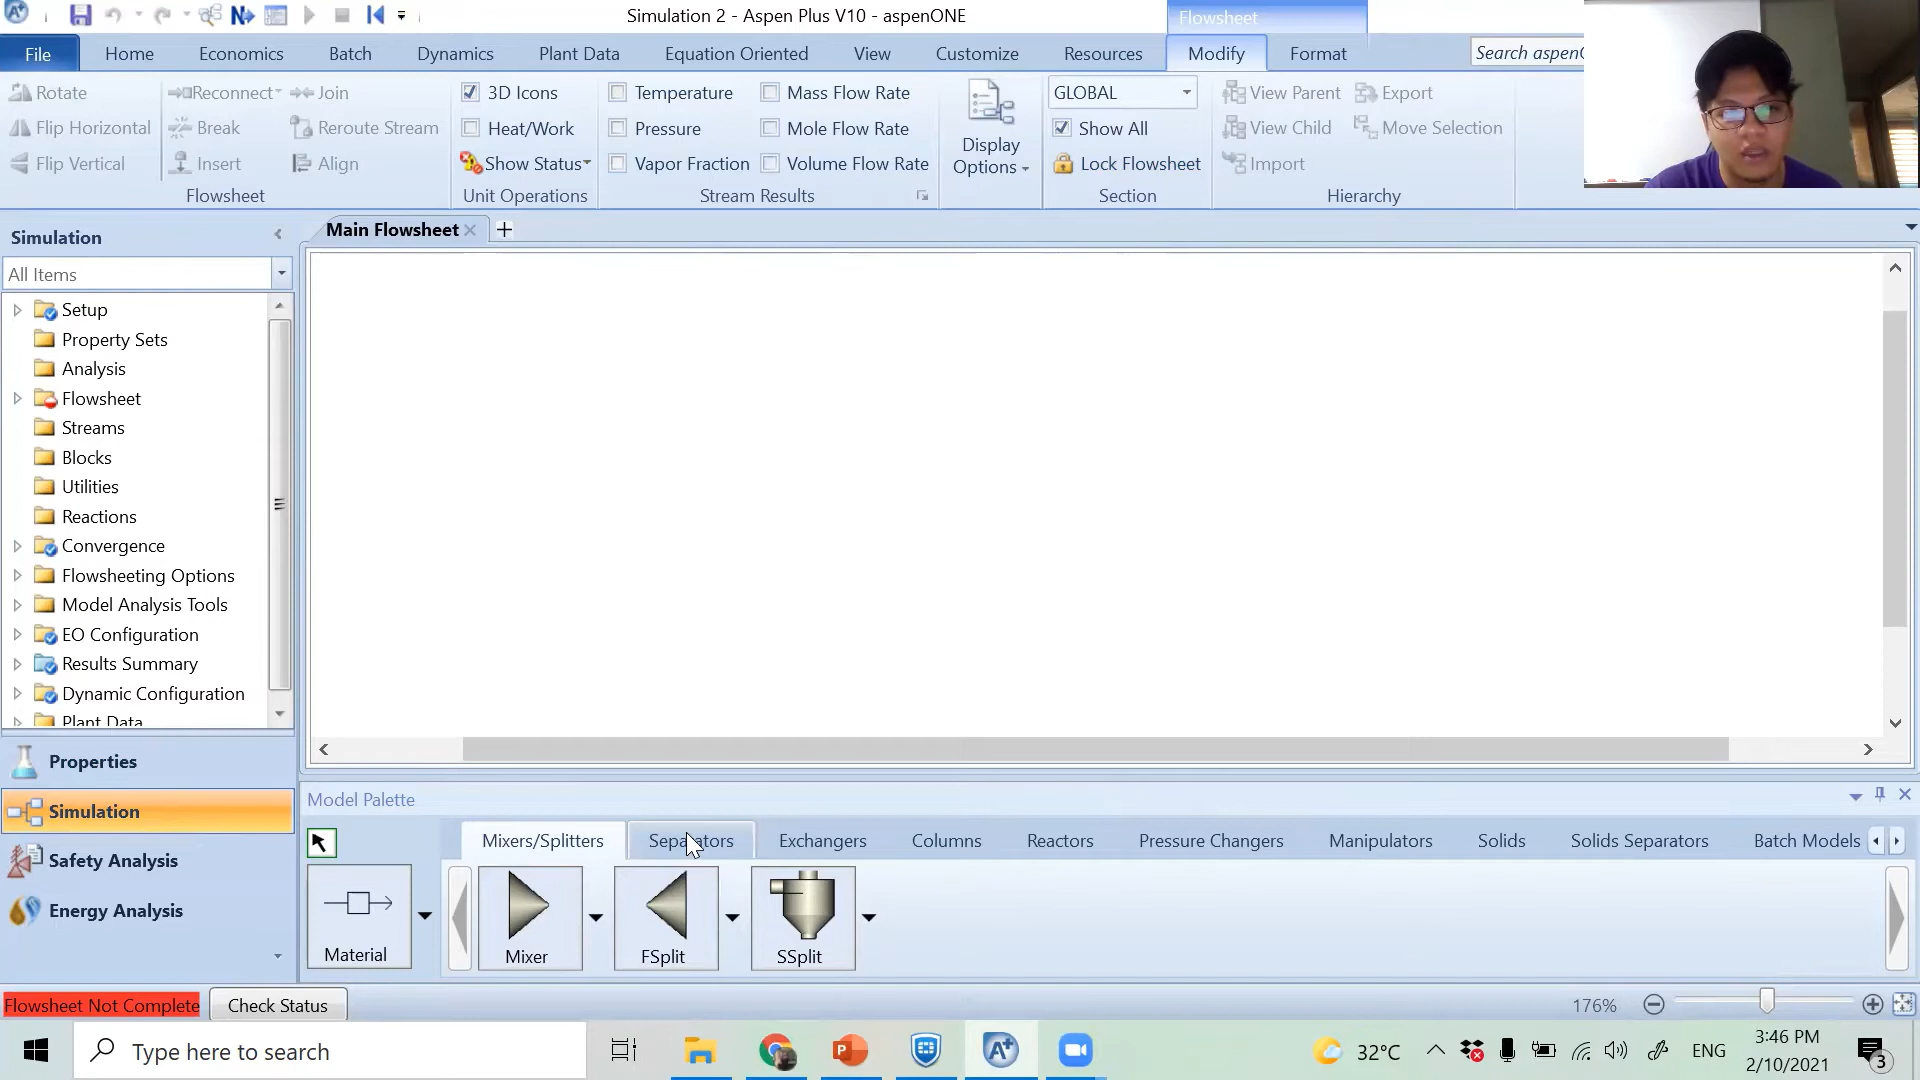 Simulation 2 - Aspen Plus V10 - aspenONE
Flowsheet
File
Home
Economics
Batch
Dynamics
Plant Data
Equation Oriented
View
Customize
Resources
Modify
Format
Rotate
Flip Horizontal
Flip Vertical
Reconnect
Break
Insert
Join
Reroute Stream
Align
Flowsheet
3D Icons
Heat/Work
Show Status
Unit Operations
Temperature
Pressure
Vapor Fraction
Mass Flow Rate
Mole Flow Rate
Volume Flow Rate
Stream Results
Display
Options
GLOBAL
Show All
Lock Flowsheet
Section
View Parent
View Child
Import
Export
Move Selection
Hierarchy
Simulation
All Items
Main Flowsheet
Setup
Property Sets
Analysis
Flowsheet
Streams
Blocks
Utilities
Reactions
Convergence
Flowsheeting Options
Model Analysis Tools
EO Configuration
Results Summary
Dynamic Configuration
Plant Data
Properties
Simulation
Safety Analysis
Energy Analysis
Model Palette
Mixers/Splitters
Separators
Exchangers
Columns
Reactors
Pressure Changers
Manipulators
Solids
Solids Separators
Batch Models
Material
Mixer
FSplit
SSplit
Flowsheet Not Complete
Check Status
176%
Type here to search
32°C
ENG
3:46 PM
2/10/2021
3